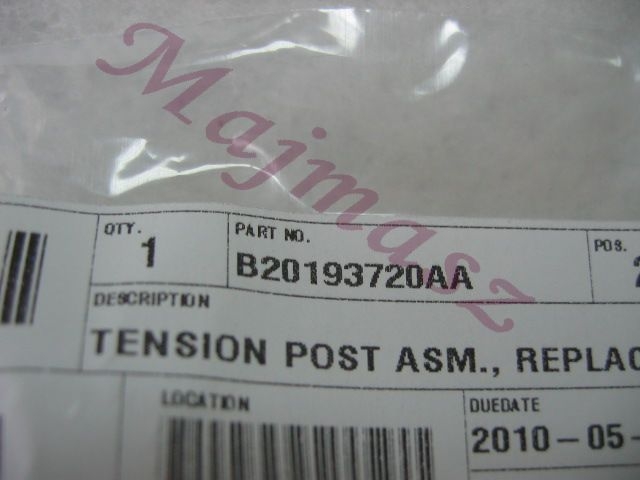 Majmasz
QTY.
1
PART NO.
B20193720AA
POS.
DESCRIPTION
TENSION POST ASM., REPLAC
LOCATION
DUEDATE
2010-05-